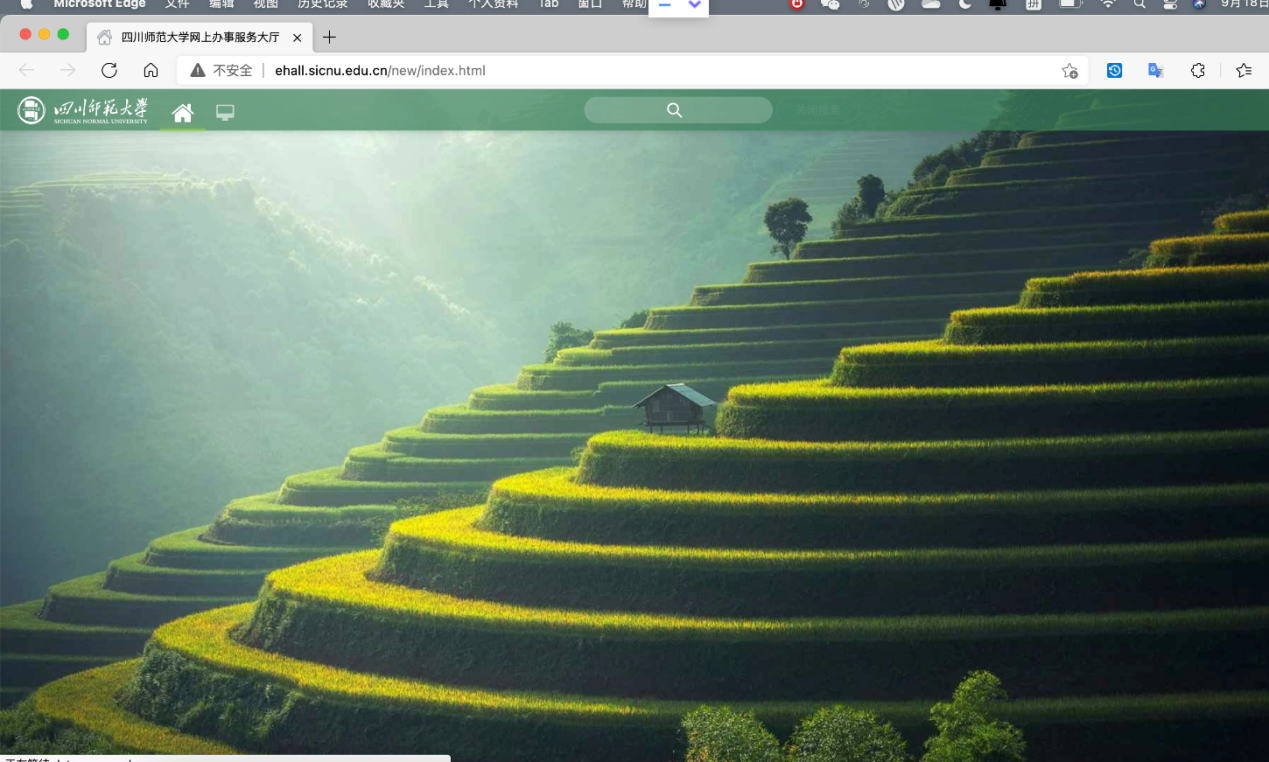 Microsoft Edge 文件 编辑 视图 历史记录 收藏夹 工具 个人资料 Tab 窗口 帮助 拼 9月18日
四川师范大学网上办事服务大厅
不安全 ehall.sicnu.edu.cn/new/index.html
四川师范大学
SICHUAN NORMAL UNIVERSITY